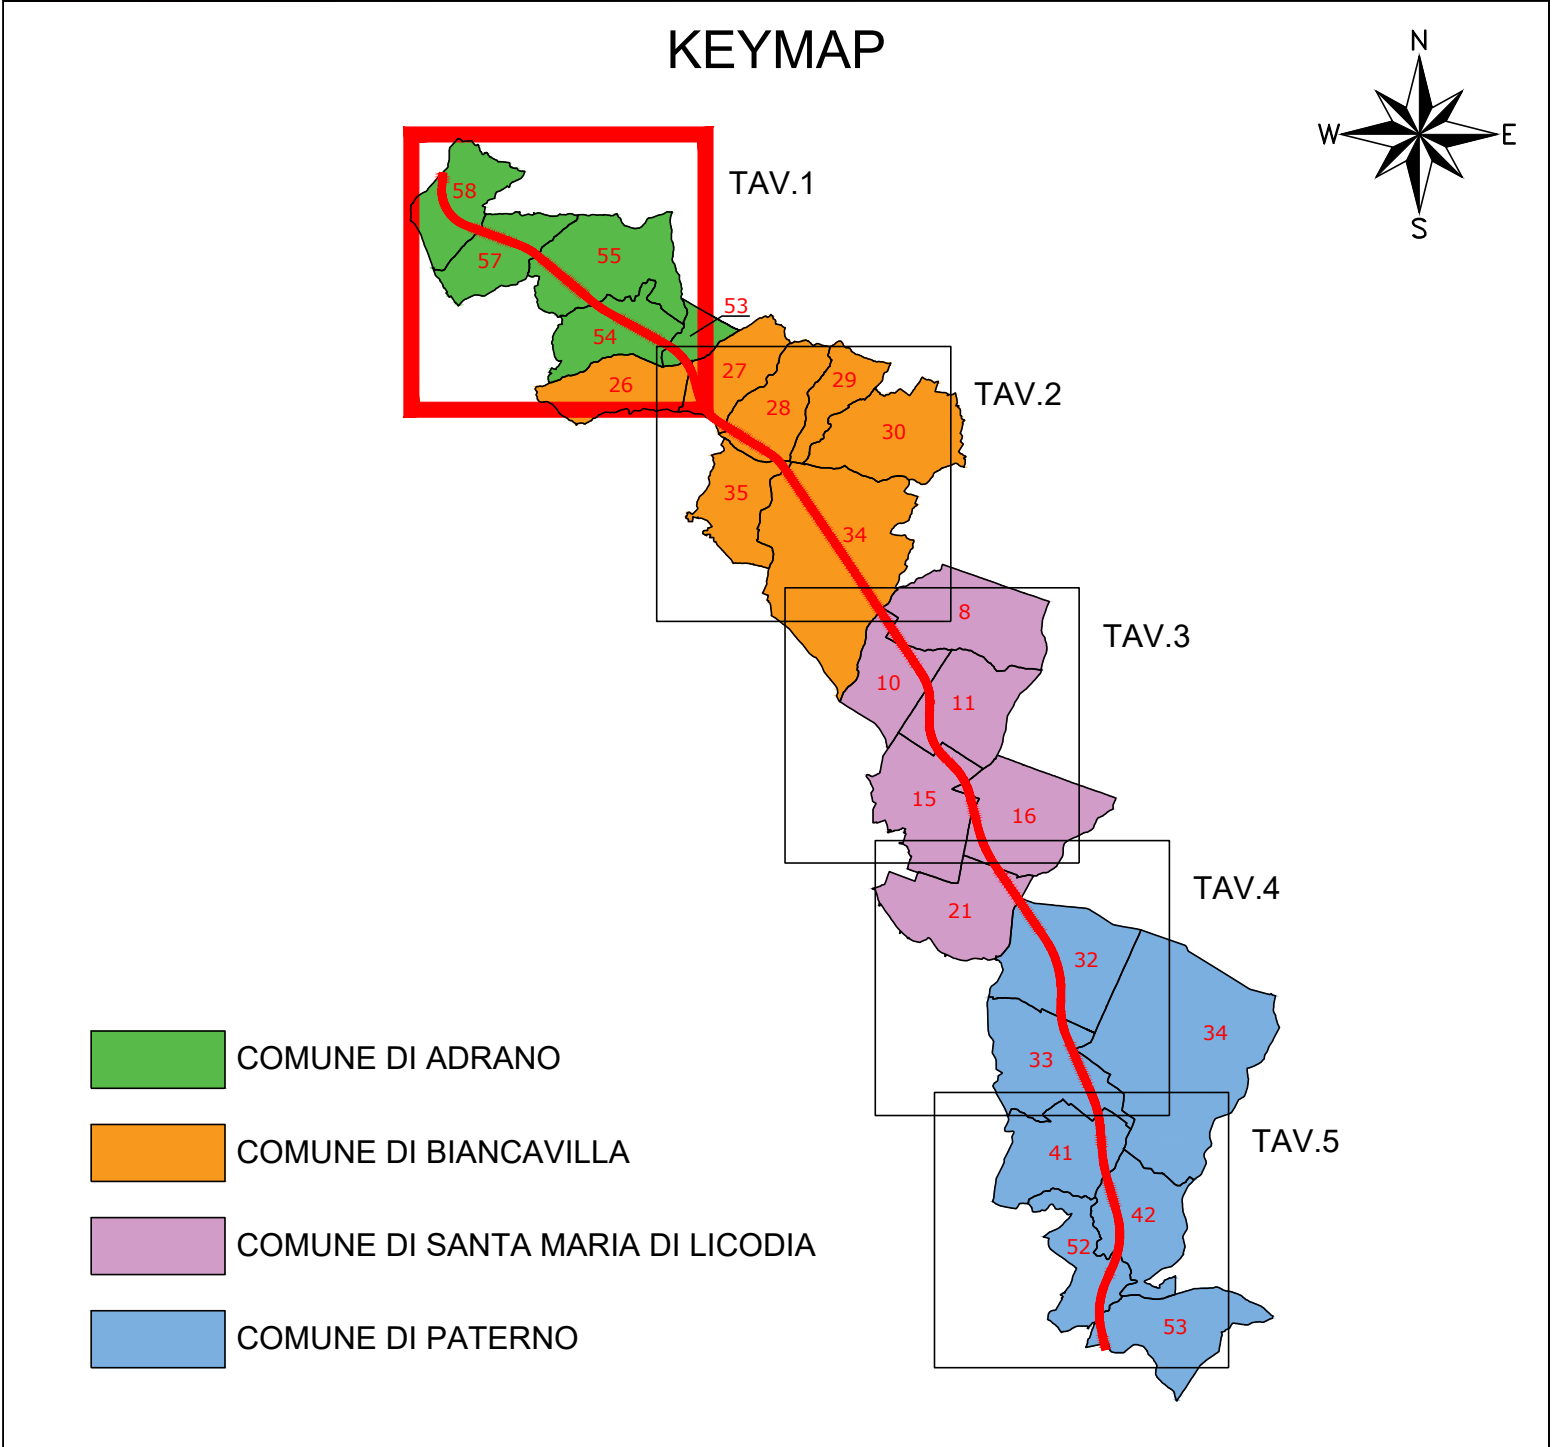 KEYMAP
N
W E
S
TAV.1
58
55
57
53
54
27
26
29
28
TAV.2
30
35
34
8
TAV.3
10
11
15
16
TAV.4
21
32
34
33
TAV.5
41
42
52
53
COMUNE DI ADRANO
COMUNE DI BIANCAVILLA
COMUNE DI SANTA MARIA DI LICODIA
COMUNE DI PATERNO